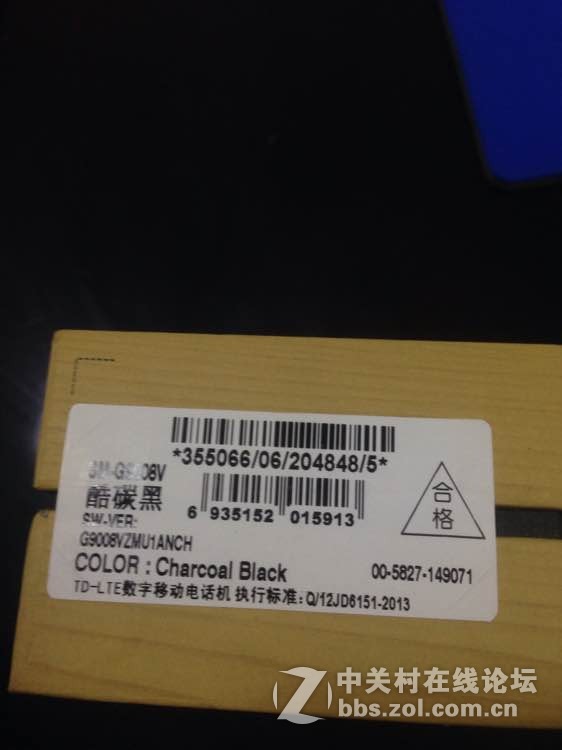 *355066/06/204848/5*
SM-G9008V
酷碳黑
6 935152 015913
SW-VER:
G9008VZMU1ANCH
COLOR : Charcoal Black
合格
00-5827-149071
TD-LTE数字移动电话机 执行标准：Q/12JD6151-2013
Z 中关村在线论坛
bbs.zol.com.cn